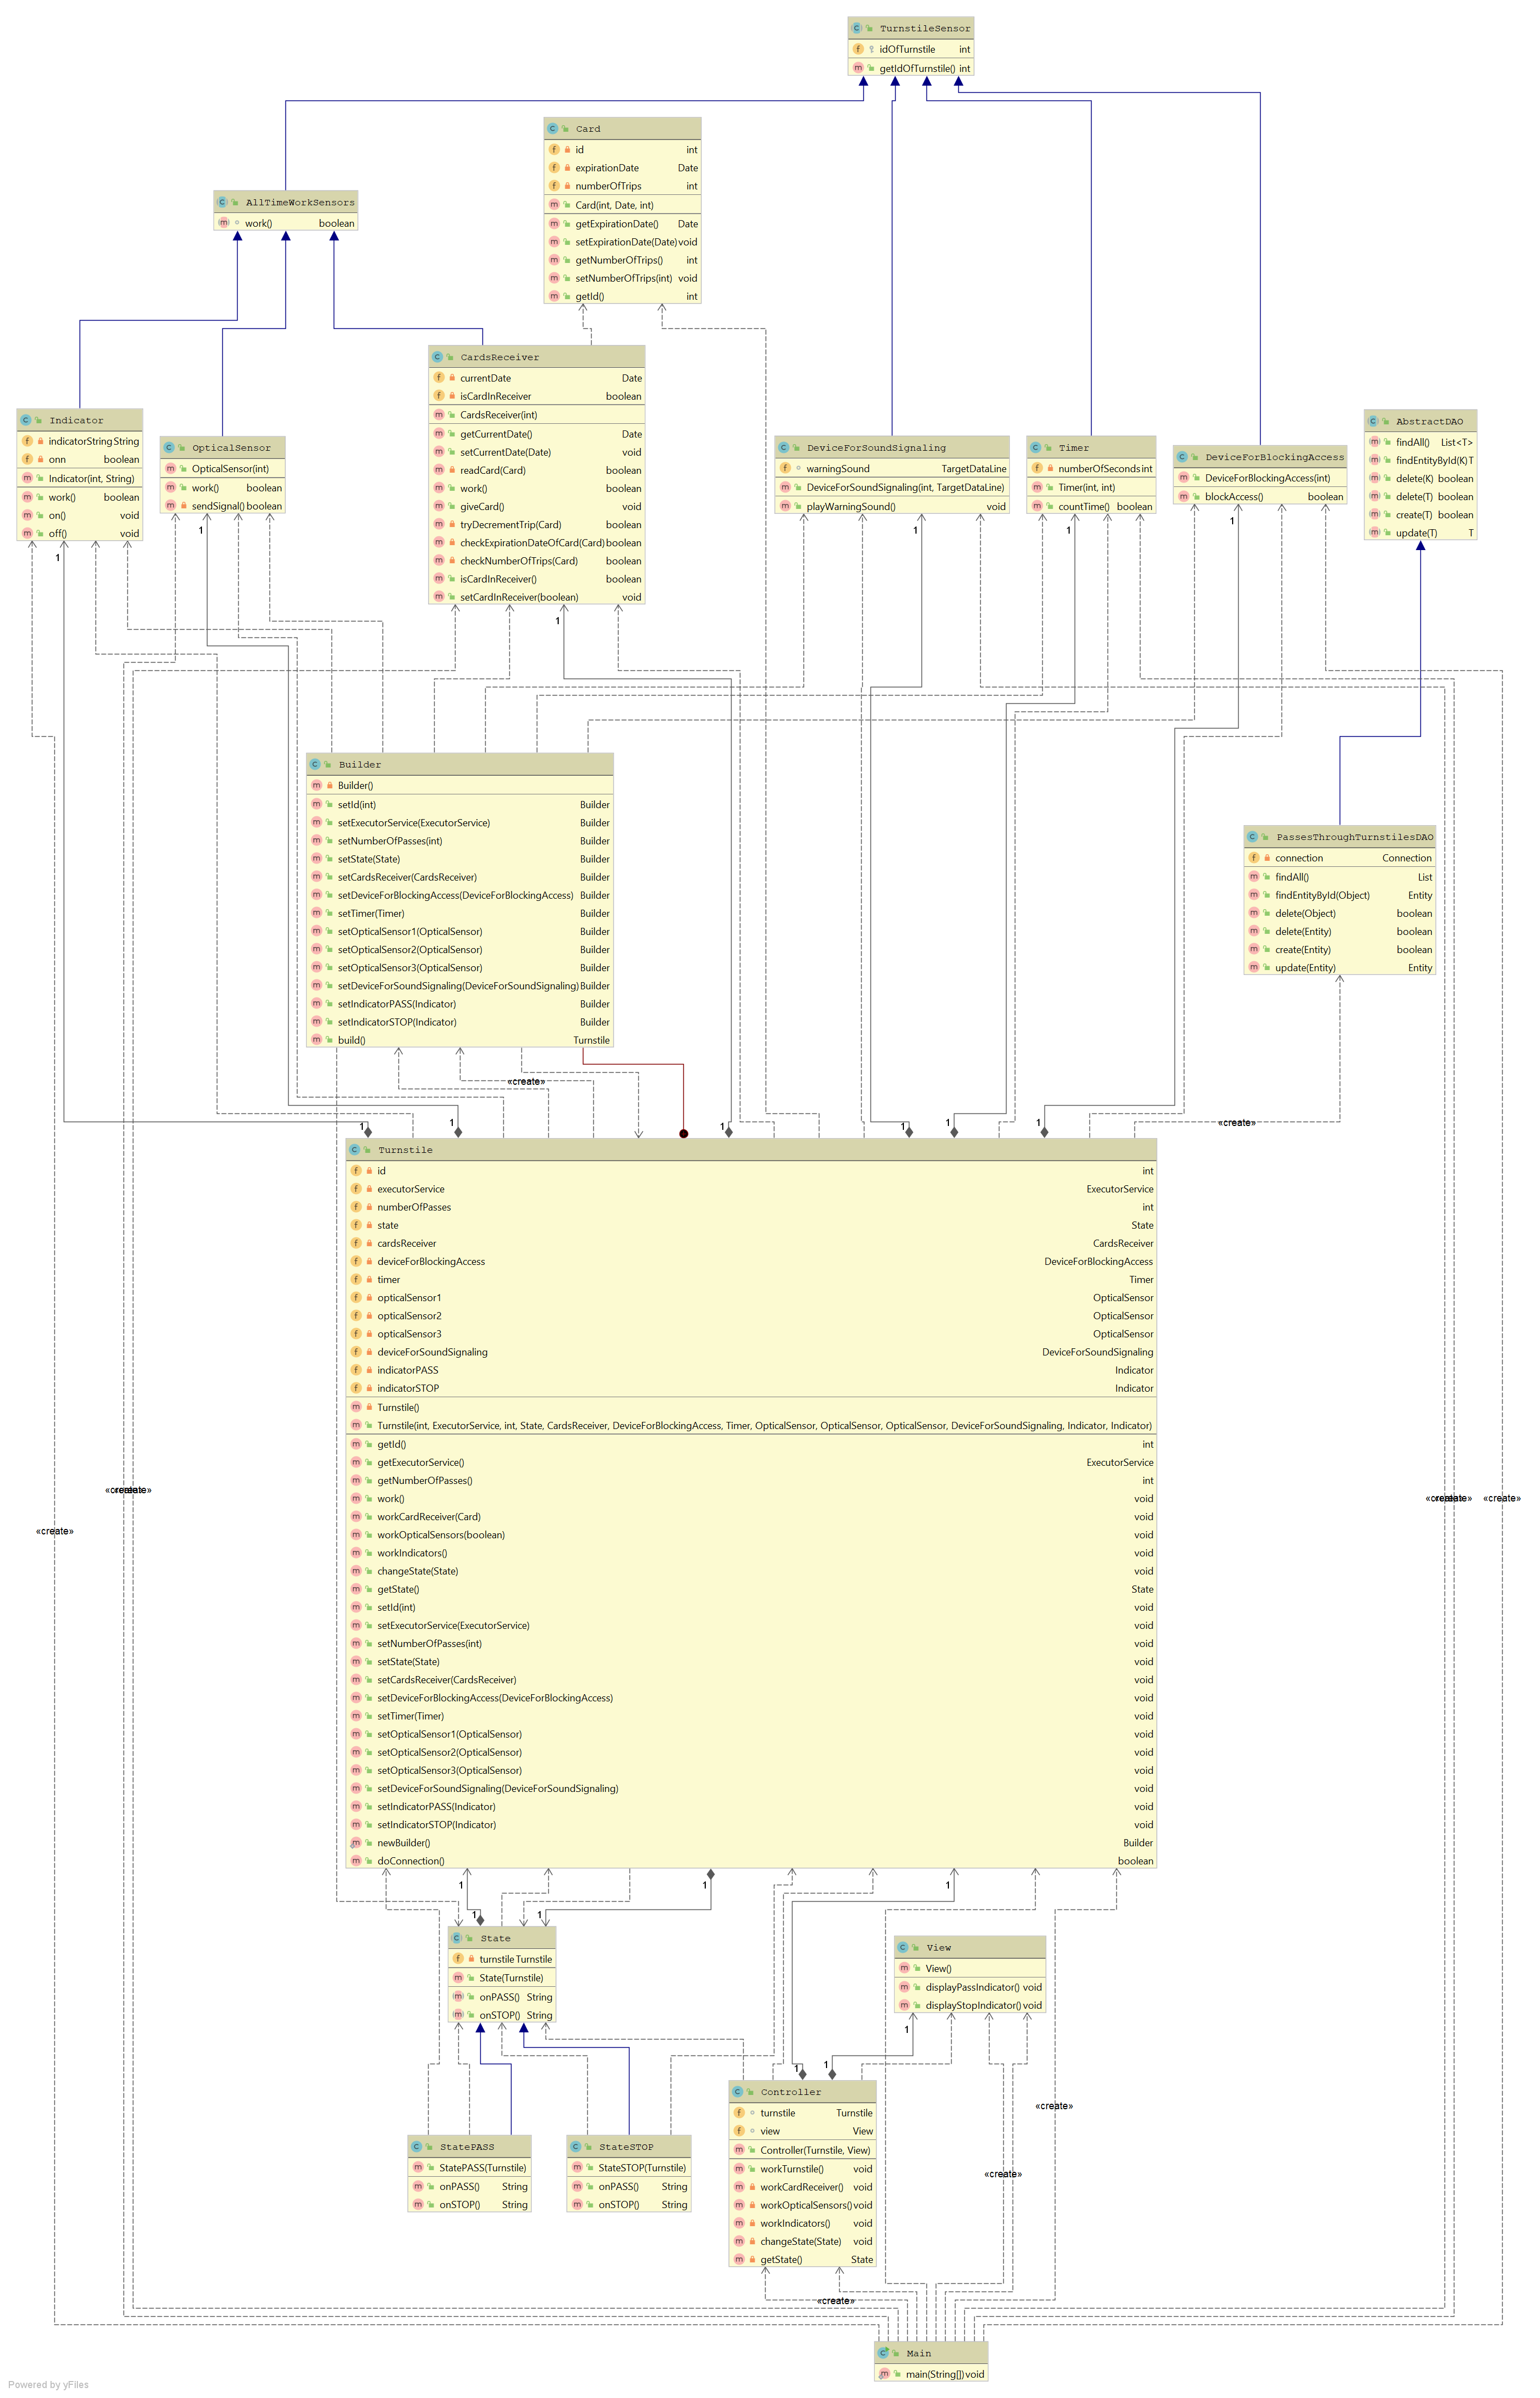 TurnstileSensor
idOfTurnstile int
getIdOfTurnstile() int
Card
id int
expirationDate Date
numberOfTrips int
Card(int, Date, int)
getExpirationDate() Date
setExpirationDate(Date) void
getNumberOfTrips() int
setNumberOfTrips(int) void
getId() int
AllTimeWorkSensors
work() boolean
CardsReceiver
currentDate Date
isCardInReceiver boolean
CardsReceiver(int)
getCurrentDate() Date
setCurrentDate(Date) void
readCard(Card) boolean
work() boolean
giveCard() void
tryDecrementTrip(Card) boolean
checkExpirationDateOfCard(Card) boolean
checkNumberOfTrips(Card) boolean
isCardInReceiver() boolean
setCardInReceiver(boolean) void
Indicator
indicatorString String
onn boolean
Indicator(int, String)
work() boolean
on() void
off() void
OpticalSensor
OpticalSensor(int)
work() boolean
sendSignal() boolean
DeviceForSoundSignaling
warningSound TargetDataLine
DeviceForSoundSignaling(int, TargetDataLine)
playWarningSound() void
Timer
numberOfSeconds int
Timer(int, int)
countTime() boolean
DeviceForBlockingAccess
DeviceForBlockingAccess(int)
blockAccess() boolean
AbstractDAO
findAll() List<T>
findEntityById(K) T
delete(K) boolean
delete(T) boolean
create(T) boolean
update(T) T
1
1
1
1
1
1
Builder
Builder()
setId(int) Builder
setExecutorService(ExecutorService) Builder
setNumberOfPasses(int) Builder
setState(State) Builder
setCardsReceiver(CardsReceiver) Builder
setDeviceForBlockingAccess(DeviceForBlockingAccess) Builder
setTimer(Timer) Builder
setOpticalSensor1(OpticalSensor) Builder
setOpticalSensor2(OpticalSensor) Builder
setOpticalSensor3(OpticalSensor) Builder
setDeviceForSoundSignaling(DeviceForSoundSignaling) Builder
setIndicatorPASS(Indicator) Builder
setIndicatorSTOP(Indicator) Builder
build() Turnstile
PassesThroughTurnstilesDAO
connection Connection
findAll() List
findEntityById(Object) Entity
delete(Object) boolean
delete(Entity) boolean
create(Entity) boolean
update(Entity) Entity
«create»
«create»
1
1
1
1
1
1
Turnstile
id int
executorService ExecutorService
numberOfPasses int
state State
cardsReceiver CardsReceiver
deviceForBlockingAccess DeviceForBlockingAccess
timer Timer
opticalSensor1 OpticalSensor
opticalSensor2 OpticalSensor
opticalSensor3 OpticalSensor
deviceForSoundSignaling DeviceForSoundSignaling
indicatorPASS Indicator
indicatorSTOP Indicator
Turnstile()
Turnstile(int, ExecutorService, int, State, CardsReceiver, DeviceForBlockingAccess, Timer, OpticalSensor, OpticalSensor, OpticalSensor, DeviceForSoundSignaling, Indicator, Indicator)
getId() int
getExecutorService() ExecutorService
getNumberOfPasses() int
work() void
workCardReceiver(Card) void
workOpticalSensors(boolean) void
workIndicators() void
changeState(State) void
getState() State
setId(int) void
setExecutorService(ExecutorService) void
setNumberOfPasses(int) void
setState(State) void
setCardsReceiver(CardsReceiver) void
setDeviceForBlockingAccess(DeviceForBlockingAccess) void
setTimer(Timer) void
setOpticalSensor1(OpticalSensor) void
setOpticalSensor2(OpticalSensor) void
setOpticalSensor3(OpticalSensor) void
setDeviceForSoundSignaling(DeviceForSoundSignaling) void
setIndicatorPASS(Indicator) void
setIndicatorSTOP(Indicator) void
newBuilder() Builder
doConnection() boolean
«create»
«create»
«create»
1
1
1
1
1
State
turnstile Turnstile
State(Turnstile)
onPASS() String
onSTOP() String
View
View()
displayPassIndicator() void
displayStopIndicator() void
1
1
1
Controller
turnstile Turnstile
view View
Controller(Turnstile, View)
workTurnstile() void
workCardReceiver() void
workOpticalSensors() void
workIndicators() void
changeState(State) void
getState() State
StatePASS
StatePASS(Turnstile)
onPASS() String
onSTOP() String
StateSTOP
StateSTOP(Turnstile)
onPASS() String
onSTOP() String
«create»
«create»
«create»
Main
main(String[]) void
Powered by yFiles